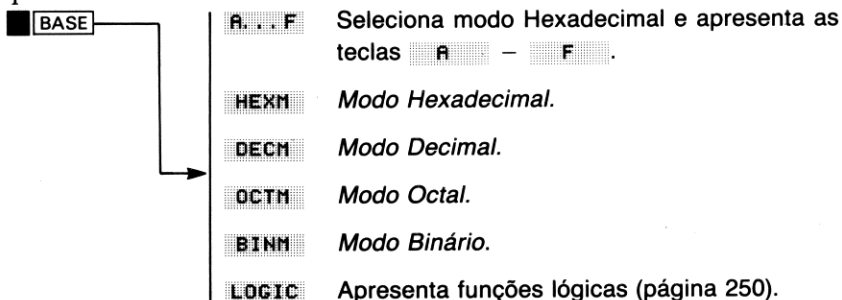 BASE
A...F Seleciona modo Hexadecimal e apresenta as
teclas A – F .
HEXM Modo Hexadecimal.
DECM Modo Decimal.
OCTM Modo Octal.
BINM Modo Binário.
LOGIC Apresenta funções lógicas (página 250).